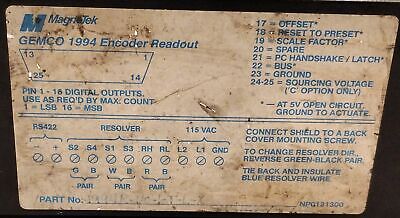 M MagneTek
GEMCO 1994 Encoder Readout
13 1
25 14
PIN 1 - 16 DIGITAL OUTPUTS.
USE AS REQ'D BY MAX. COUNT
1 = LSB 16 = MSB
17 = OFFSET*
18 = RESET TO PRESET*
19 = SCALE FACTOR*
20 = SPARE
21 = PC HANDSHAKE / LATCH*
22 = BUS*
23 = GROUND
24-25 = SOURCING VOLTAGE
('C' OPTION ONLY)
* = AT 5V OPEN CIRCUIT.
GROUND TO ACTUATE.
RS422 RESOLVER 115 VAC
+ - S2 S4 S1 S3 RH RL L2 L1 GND
G B W B R B
PAIR PAIR PAIR
CONNECT SHIELD TO A BACK
COVER MOUNTING SCREW.
TO CHANGE RESOLVER DIR.
REVERSE GREEN-BLACK PAIR.
TIE BACK AND INSULATE
BLUE RESOLVER WIRE.
PART No.